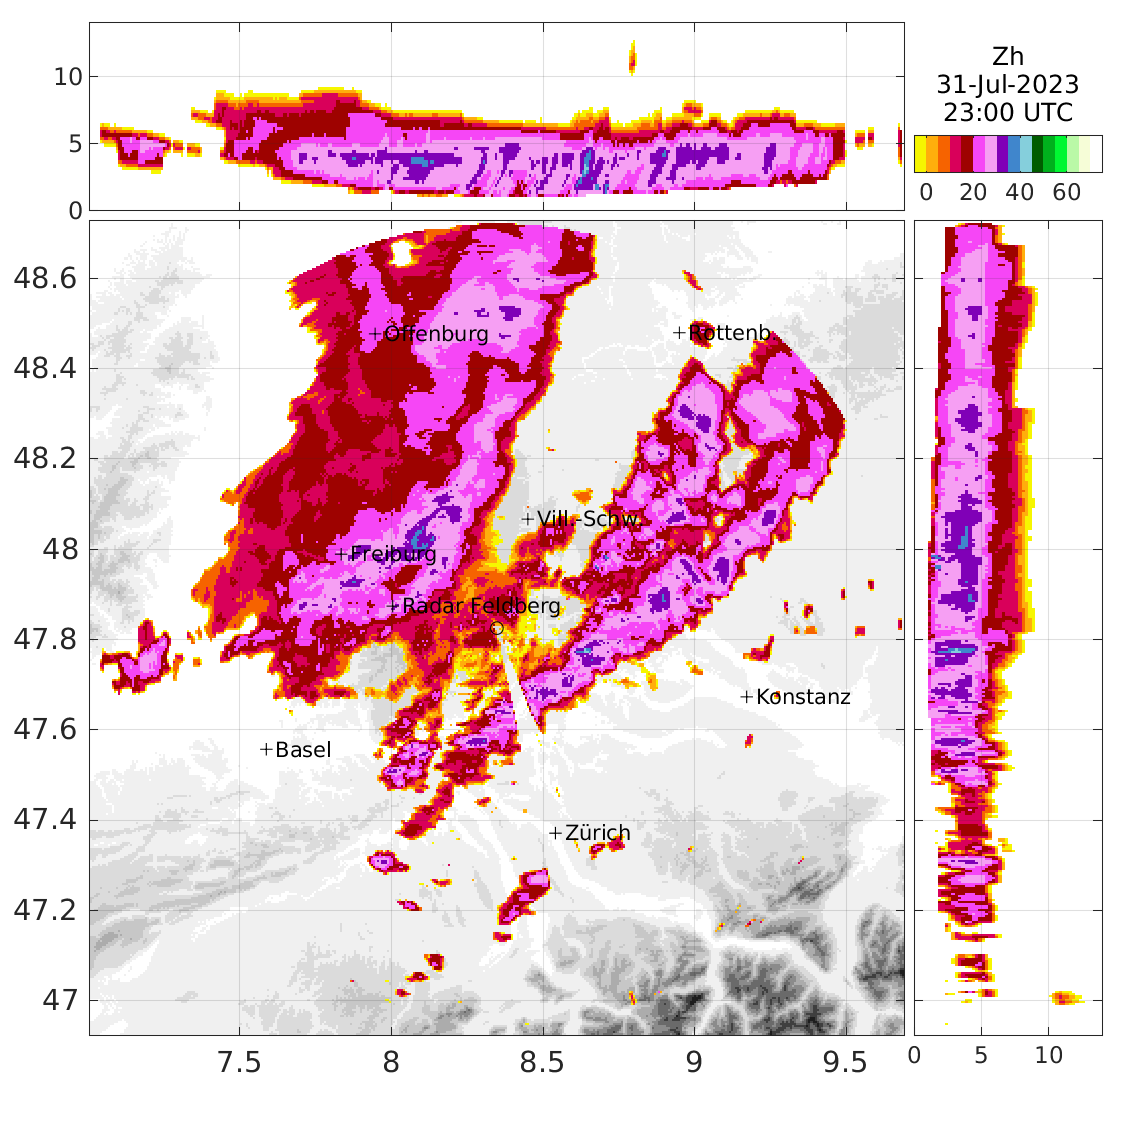 10
5
0
Zh
31-Jul-2023
23:00 UTC
0 20 40 60
48.6
48.4
48.2
48
47.8
47.6
47.4
47.2
47
Offenburg
Rottenb.
Vill.-Schw.
Freiburg
Radar Feldberg
Konstanz
Basel
Zürich
7.5 8 8.5 9 9.5
0 5 10